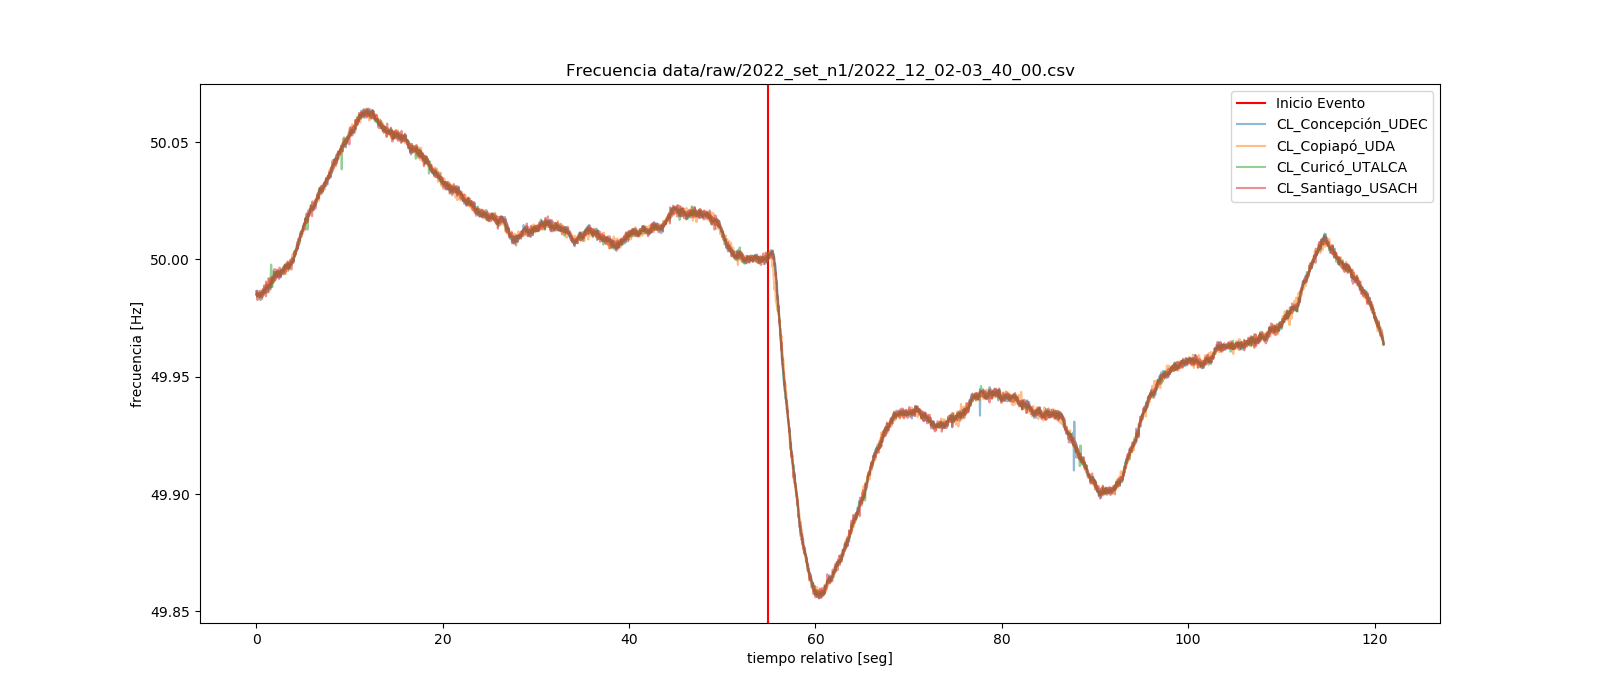 Frecuencia data/raw/2022_set_n1/2022_12_02-03_40_00.csv
Inicio Evento
CL_Concepción_UDEC
CL_Copiapó_UDA
CL_Curicó_UTALCA
CL_Santiago_USACH
frecuencia [Hz]
50.05
50.00
49.95
49.90
49.85
0
20
40
60
80
100
120
tiempo relativo [seg]